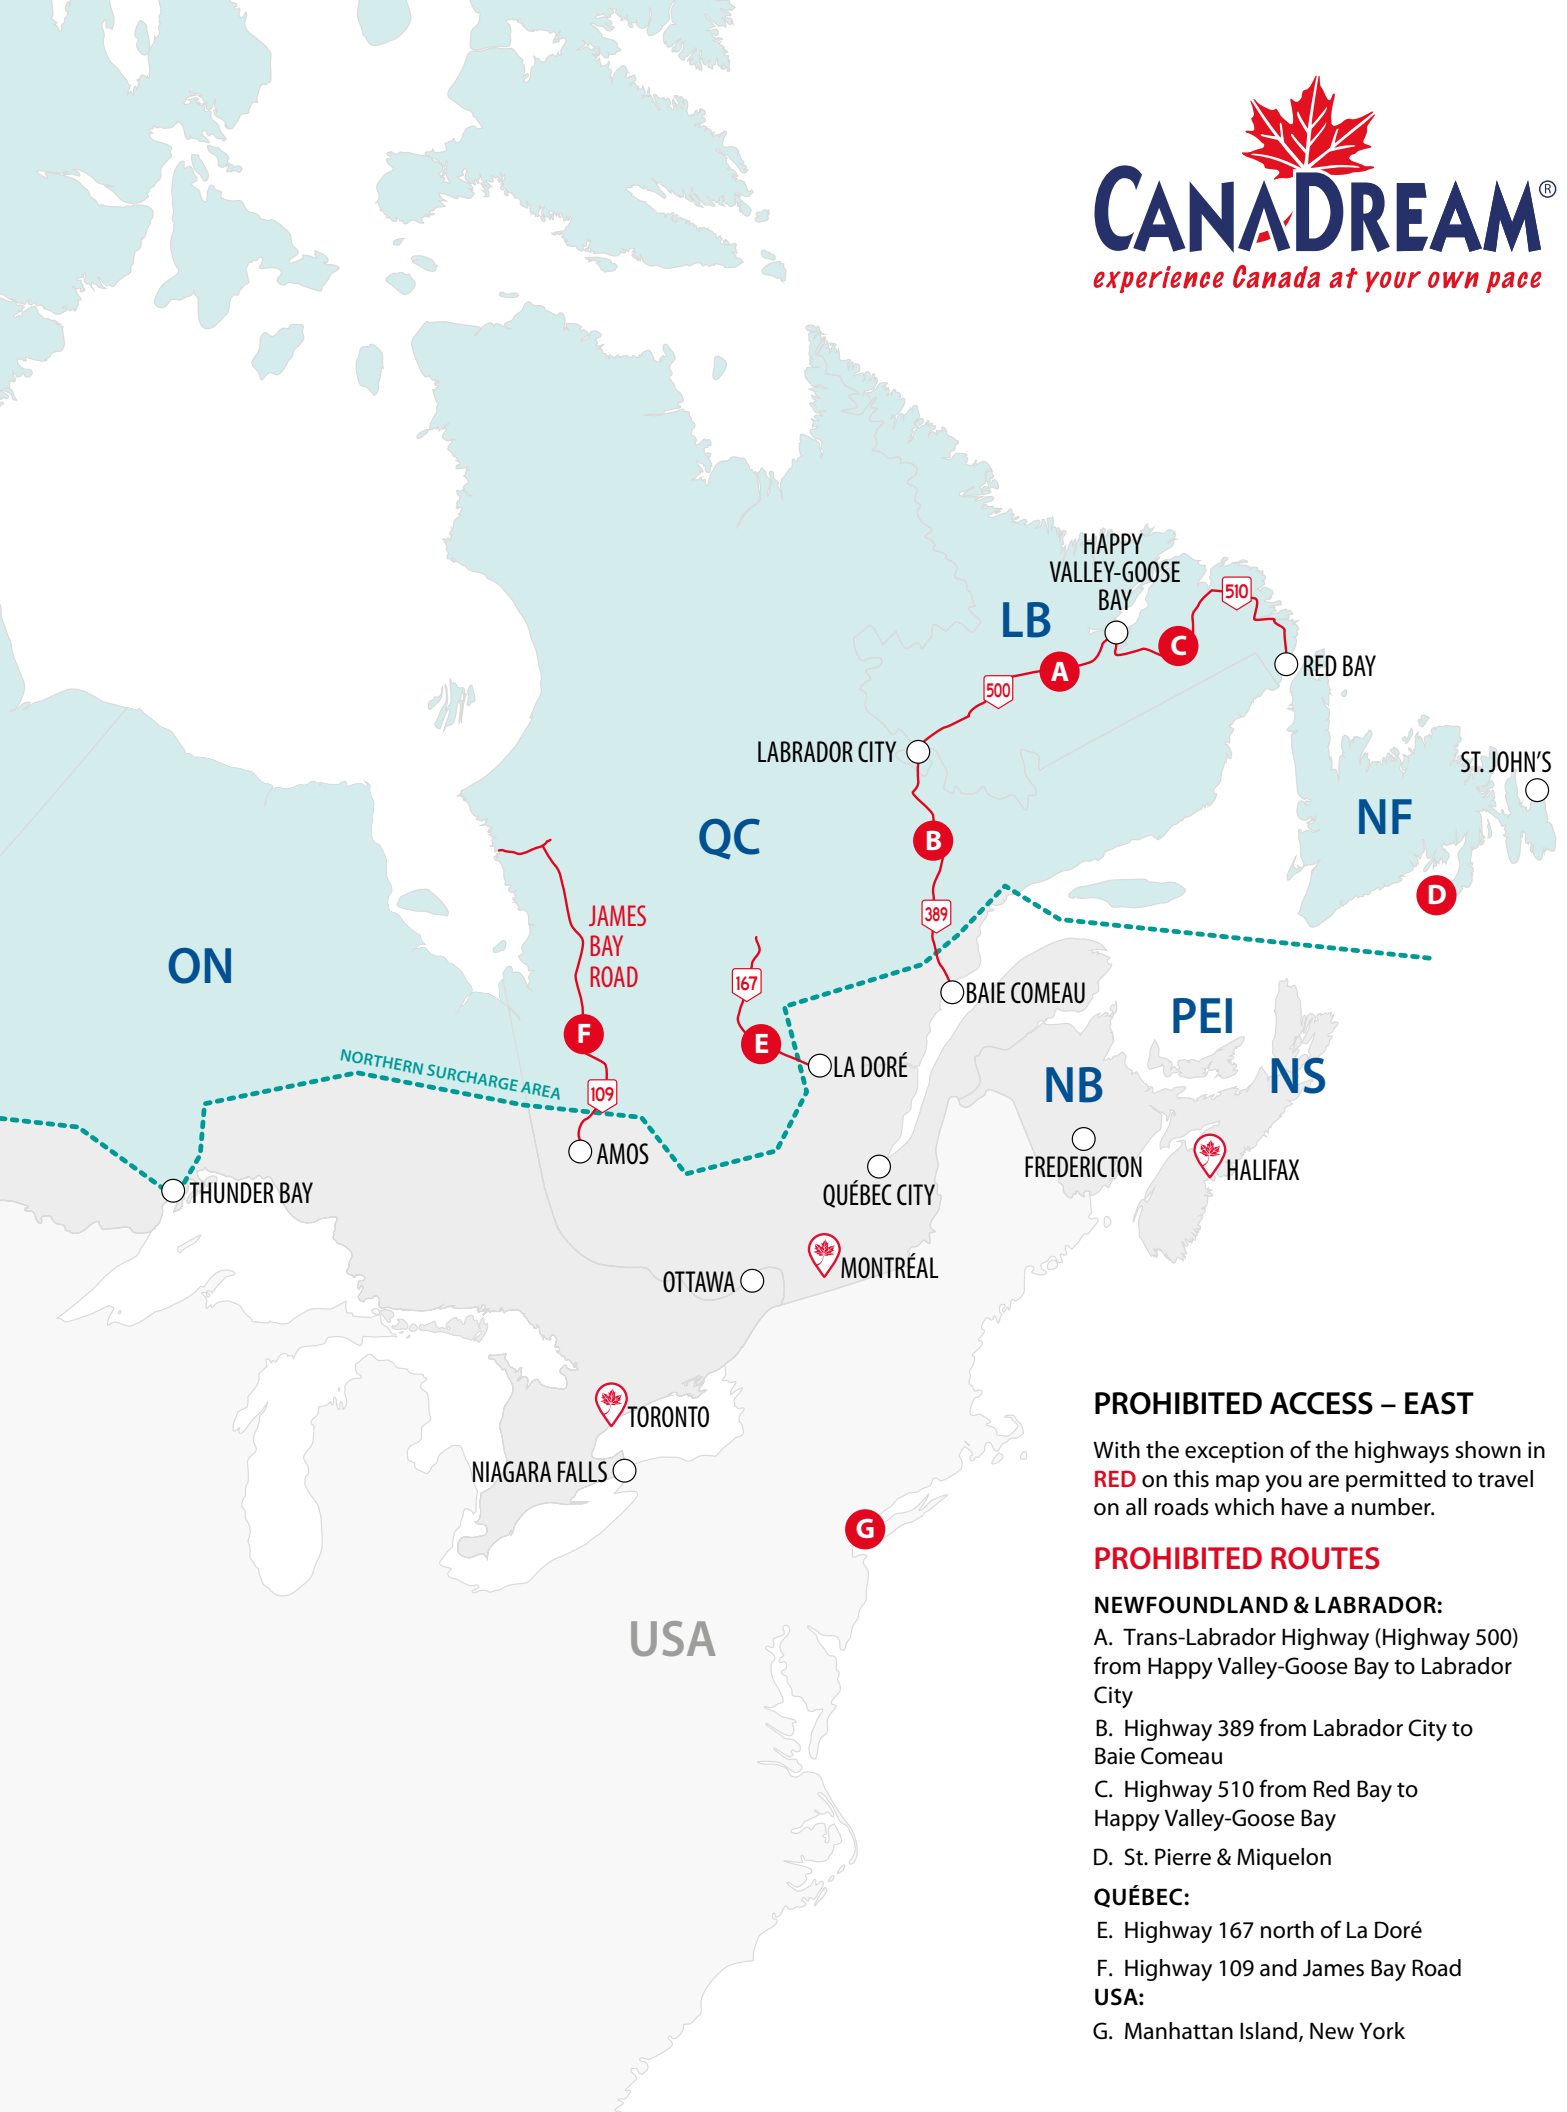 CANADREAM®
experience Canada at your own pace
HAPPY
VALLEY-GOOSE
BAY
LB
510
C
A
RED BAY
500
LABRADOR CITY
ST. JOHN'S
NF
QC
B
D
389
JAMES
BAY
ROAD
ON
167
BAIE COMEAU
PEI
F
E
NORTHERN SURCHARGE AREA
LA DORÉ
NS
NB
109
AMOS
FREDERICTON
HALIFAX
THUNDER BAY
QUÉBEC CITY
MONTRÉAL
OTTAWA
TORONTO
NIAGARA FALLS
G
USA
PROHIBITED ACCESS – EAST
With the exception of the highways shown in
RED on this map you are permitted to travel
on all roads which have a number.
PROHIBITED ROUTES
NEWFOUNDLAND & LABRADOR:
A. Trans-Labrador Highway (Highway 500)
from Happy Valley-Goose Bay to Labrador
City
B. Highway 389 from Labrador City to
Baie Comeau
C. Highway 510 from Red Bay to
Happy Valley-Goose Bay
D. St. Pierre & Miquelon
QUÉBEC:
E. Highway 167 north of La Doré
F. Highway 109 and James Bay Road
USA:
G. Manhattan Island, New York